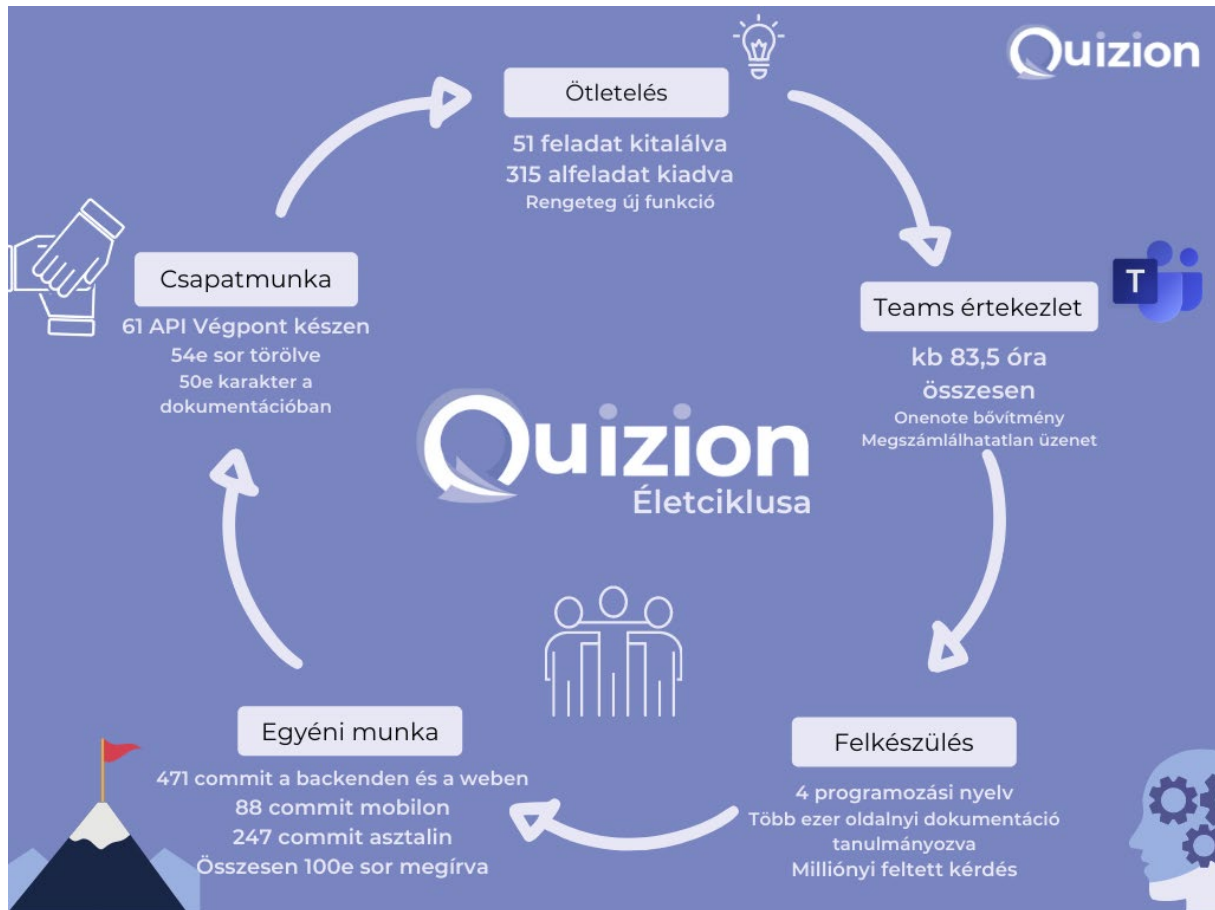 Quizion
Ötletelés
51 feladat kitalálva
315 alfeladat kiadva
Rengeteg új funkció
Teams értekezlet
T
kb 83,5 óra
összesen
Onenote bővítmény
Megszámlálhatatlan üzenet
Felkészülés
4 programozási nyelv
Több ezer oldalnyi dokumentáció
tanulmányozva
Milliónyi feltett kérdés
Egyéni munka
471 commit a backenden és a weben
88 commit mobilon
247 commit asztalin
Összesen 100e sor megírva
Csapatmunka
61 API Végpont készen
54e sor törölve
50e karakter a
dokumentációban
Quizion
Életciklusa